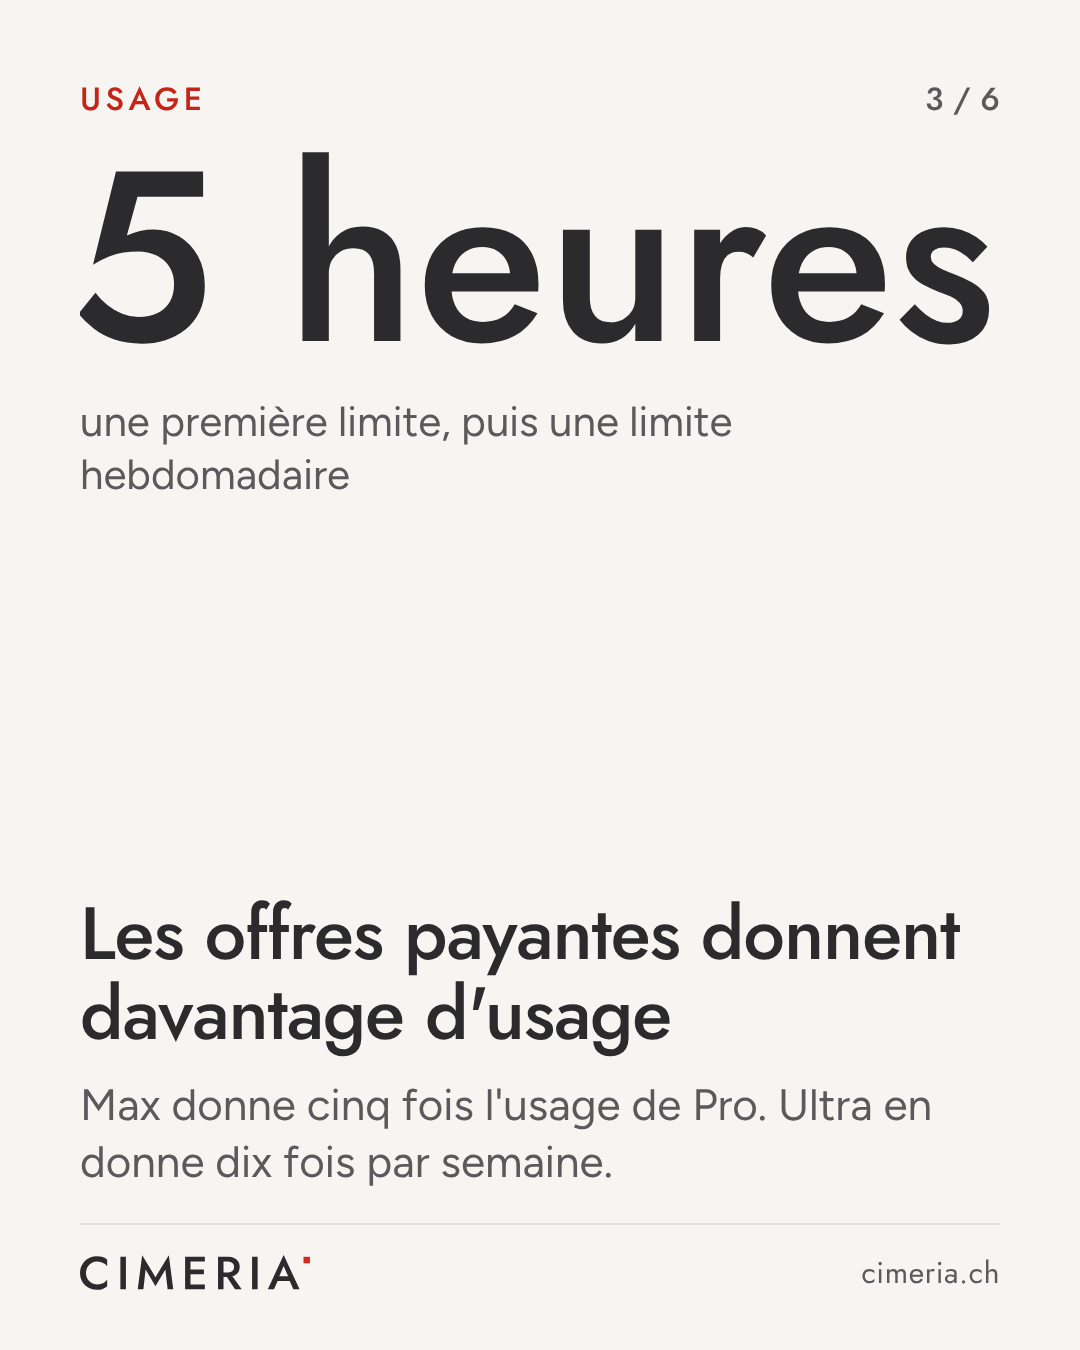 USAGE
3 / 6
5 heures
une première limite, puis une limite
hebdomadaire
Les offres payantes donnent
davantage d'usage
Max donne cinq fois l'usage de Pro. Ultra en
donne dix fois par semaine.
CIMERIA
cimeria.ch